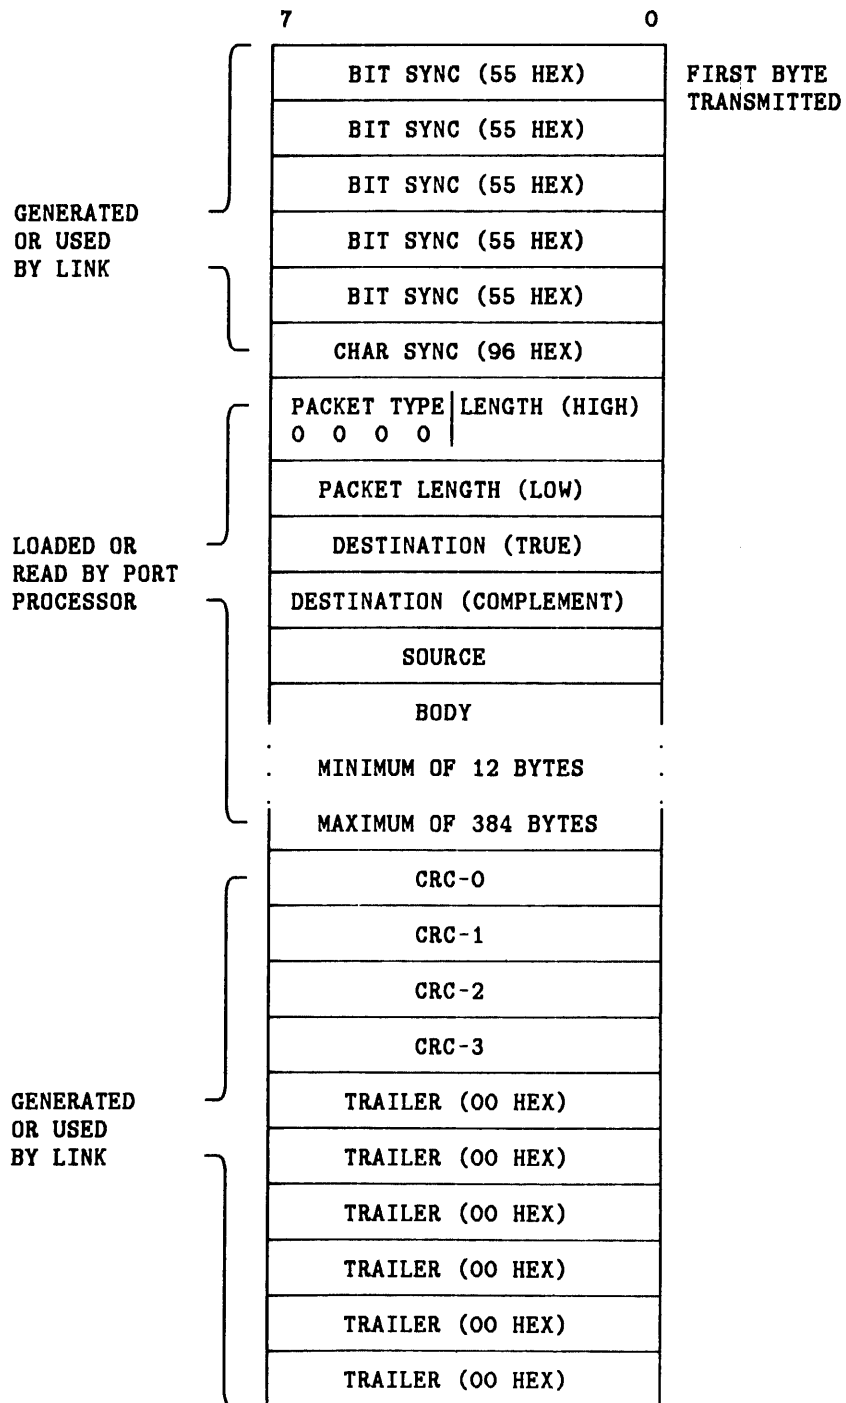 7 0
BIT SYNC (55 HEX) FIRST BYTE
TRANSMITTED
BIT SYNC (55 HEX)
BIT SYNC (55 HEX)
GENERATED
OR USED
BY LINK
BIT SYNC (55 HEX)
BIT SYNC (55 HEX)
CHAR SYNC (96 HEX)
PACKET TYPE LENGTH (HIGH)
0 0 0 0
PACKET LENGTH (LOW)
LOADED OR
READ BY PORT
PROCESSOR
DESTINATION (TRUE)
DESTINATION (COMPLEMENT)
SOURCE
BODY
MINIMUM OF 12 BYTES
MAXIMUM OF 384 BYTES
CRC-0
CRC-1
CRC-2
CRC-3
GENERATED
OR USED
BY LINK
TRAILER (00 HEX)
TRAILER (00 HEX)
TRAILER (00 HEX)
TRAILER (00 HEX)
TRAILER (00 HEX)
TRAILER (00 HEX)